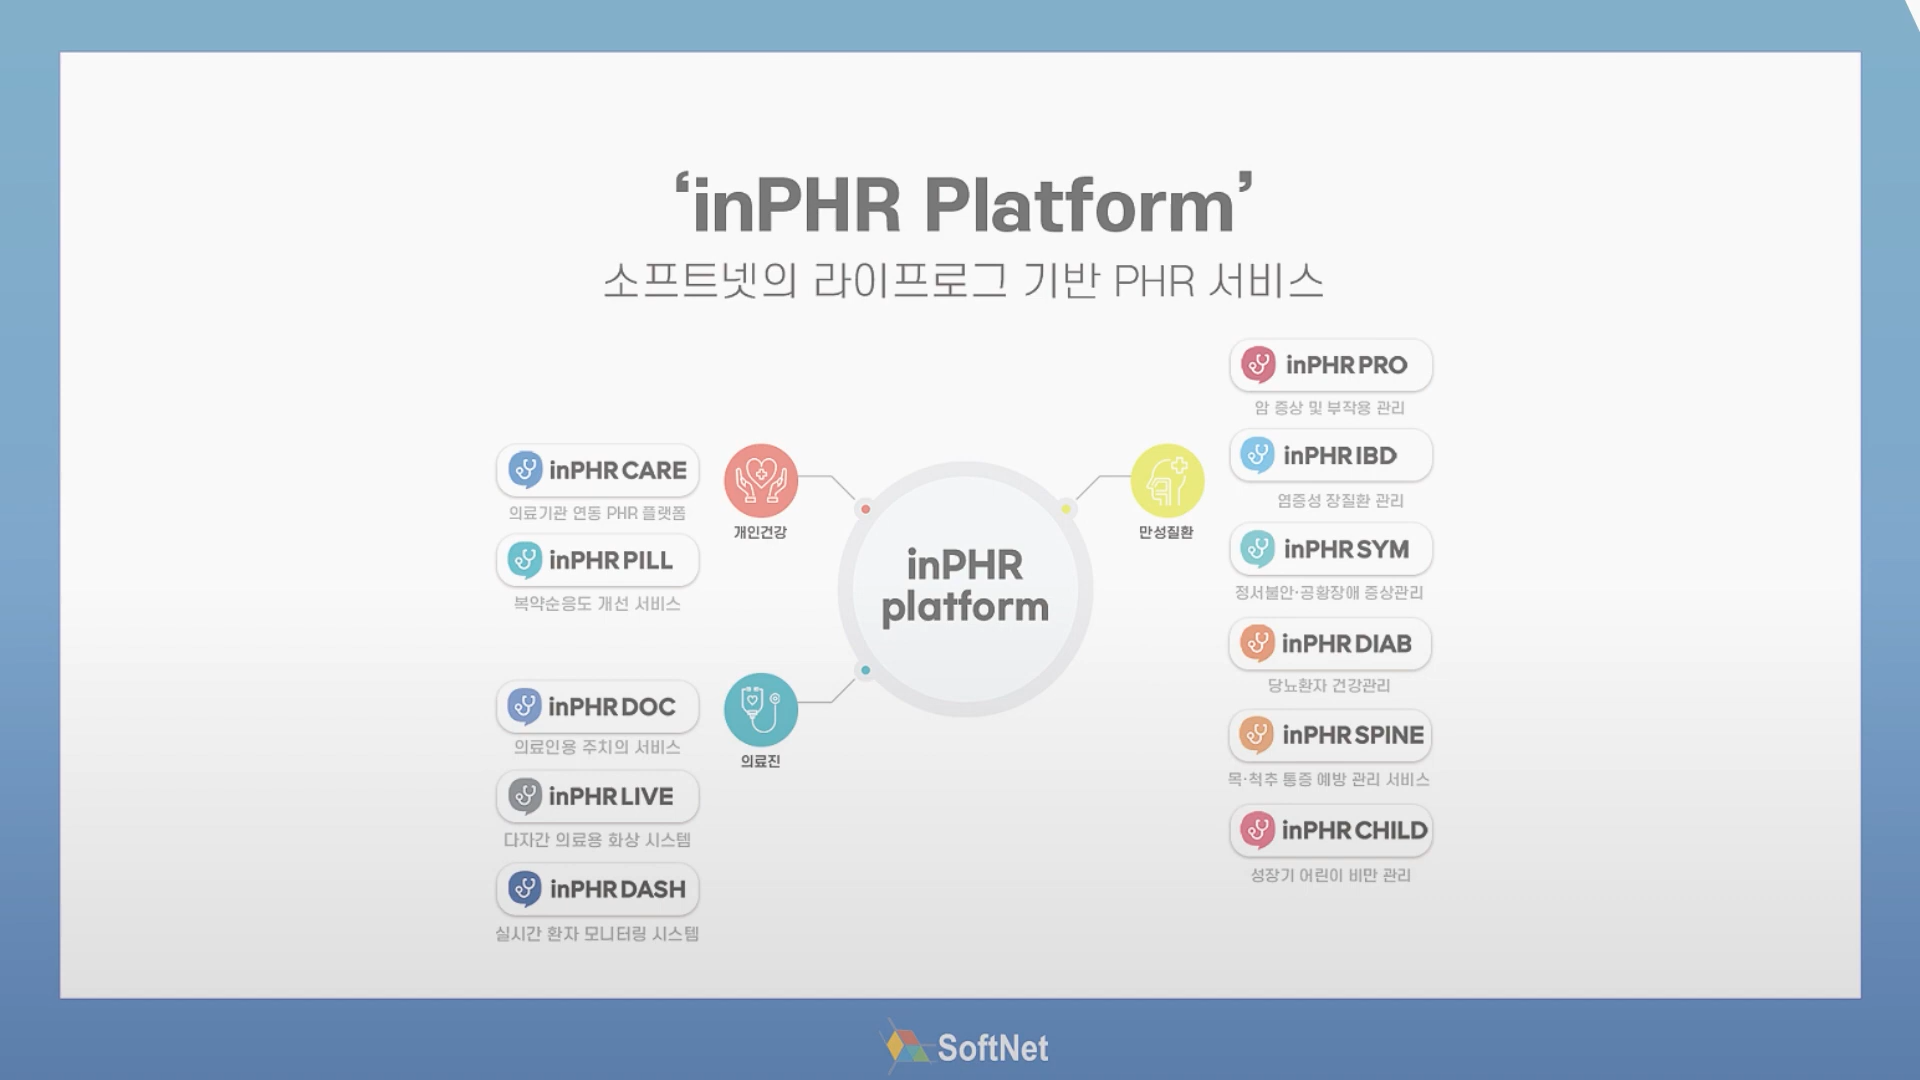 ‘inPHR Platform’
소프트넷의 라이프로그 기반 PHR 서비스
inPHR CARE
의료기관 연동 PHR 플랫폼
inPHR PILL
복약순응도 개선 서비스
개인건강
inPHR DOC
의료인용 주치의 서비스
inPHR LIVE
다자간 의료용 화상 시스템
inPHR DASH
실시간 환자 모니터링 시스템
의료진
inPHR
platform
만성질환
inPHR PRO
암 증상 및 부작용 관리
inPHR IBD
염증성 장질환 관리
inPHR SYM
정서불안·공황장애 증상관리
inPHR DIAB
당뇨환자 건강관리
inPHR SPINE
목·척추 통증 예방 관리 서비스
inPHR CHILD
성장기 어린이 비만 관리
SoftNet